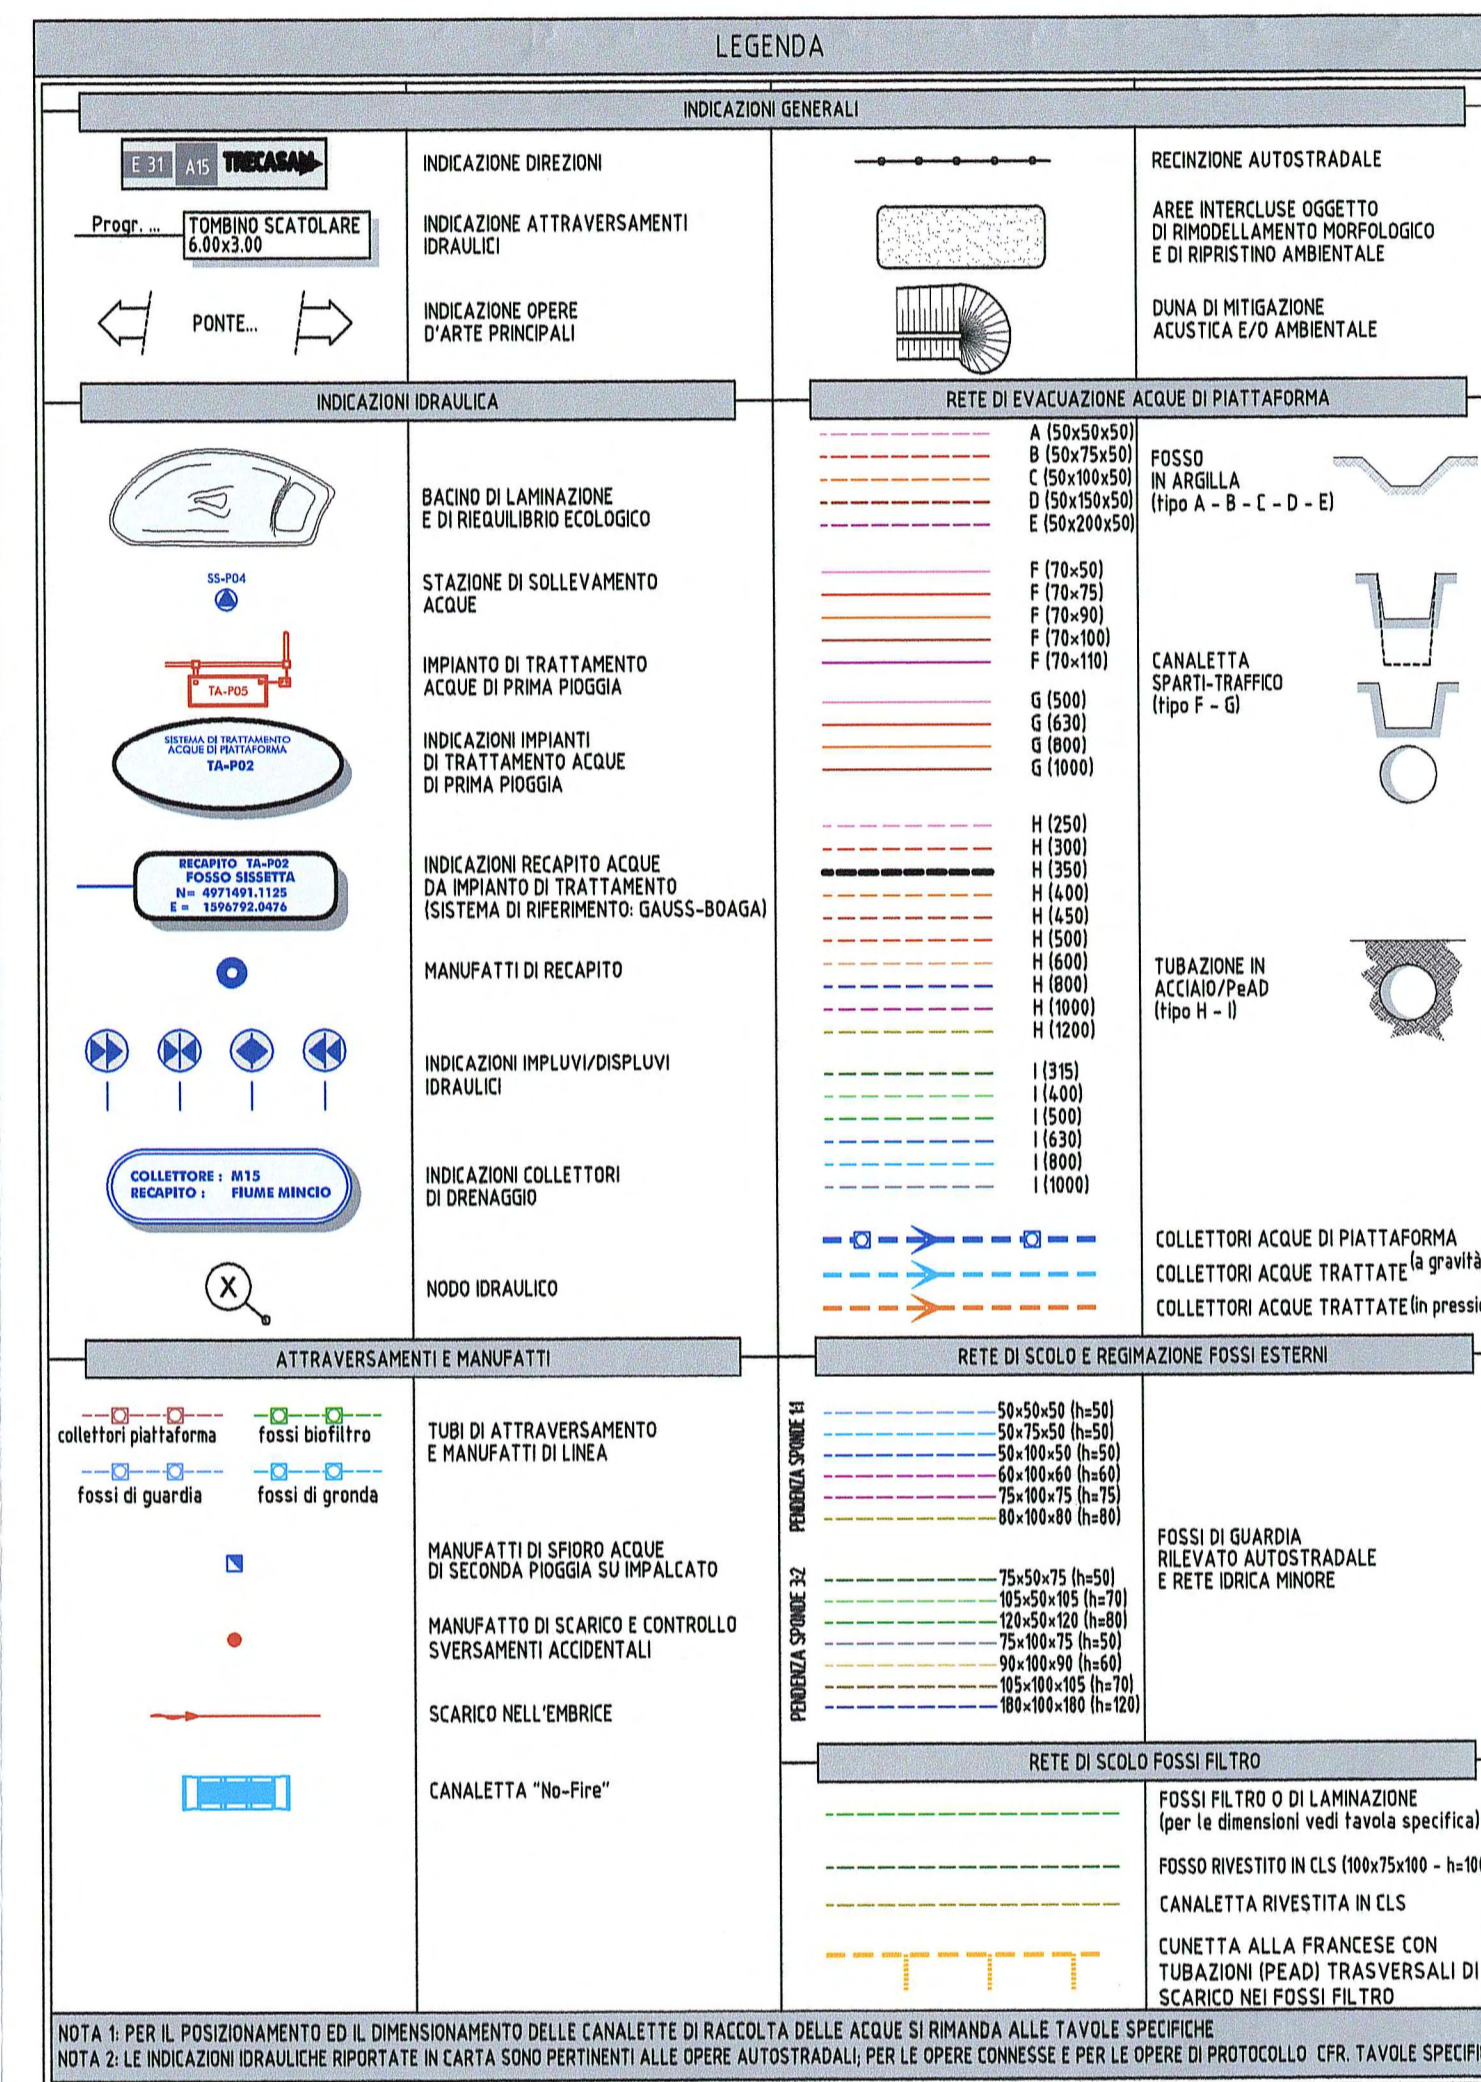 LEGENDA
INDICAZIONI GENERALI
E 31 A15
INDICAZIONE DIREZIONI
Progr. ...
TOMBINO SCATOLARE
6.00x3.00
INDICAZIONE ATTRAVERSAMENTI
IDRAULICI
PONTE...
INDICAZIONE OPERE
D'ARTE PRINCIPALI
RECINZIONE AUTOSTRADALE
AREE INTERCLUSE OGGETTO
DI RIMODELLAMENTO MORFOLOGICO
E DI RIPRISTINO AMBIENTALE
DUNA DI MITIGAZIONE
ACUSTICA E/O AMBIENTALE
INDICAZIONI IDRAULICA
BACINO DI LAMINAZIONE
E DI RIEQUILIBRIO ECOLOGICO
SS-P04
STAZIONE DI SOLLEVAMENTO
ACQUE
TA-P05
IMPIANTO DI TRATTAMENTO
ACQUE DI PRIMA PIOGGIA
SISTEMA DI TRATTAMENTO
ACQUE DI PIATTAFORMA
TA-P02
INDICAZIONI IMPIANTI
DI TRATTAMENTO ACQUE
DI PRIMA PIOGGIA
RECAPITO TA-P02
FOSSO SISSETTA
N= 4971491.1125
E = 1596792.0476
INDICAZIONI RECAPITO ACQUE
DA IMPIANTO DI TRATTAMENTO
(SISTEMA DI RIFERIMENTO: GAUSS-BOAGA)
MANUFATTI DI RECAPITO
INDICAZIONI IMPLUVI/DISPLUVI
IDRAULICI
COLLETTORE : M15
RECAPITO : FIUME MINCIO
INDICAZIONI COLLETTORI
DI DRENAGGIO
X
NODO IDRAULICO
RETE DI EVACUAZIONE ACQUE DI PIATTAFORMA
A (50x50x50)
B (50x75x50)
C (50x100x50)
D (50x150x50)
E (50x200x50)
FOSSO
IN ARGILLA
(tipo A - B - C - D - E)
F (70x50)
F (70x75)
F (70x90)
F (70x100)
F (70x110)
G (500)
G (630)
G (800)
G (1000)
CANALETTA
SPARTI-TRAFFICO
(tipo F - G)
H (250)
H (300)
H (350)
H (400)
H (450)
H (500)
H (600)
H (800)
H (1000)
H (1200)
I (315)
I (400)
I (500)
I (630)
I (800)
I (1000)
TUBAZIONE IN
ACCIAIO/PeAD
(tipo H - I)
COLLETTORI ACQUE DI PIATTAFORMA
COLLETTORI ACQUE TRATTATE (a gravità
COLLETTORI ACQUE TRATTATE (in pressi
ATTRAVERSAMENTI E MANUFATTI
collettori piattaforma
fossi biofiltro
fossi di guardia
fossi di gronda
TUBI DI ATTRAVERSAMENTO
E MANUFATTI DI LINEA
MANUFATTI DI SFIORO ACQUE
DI SECONDA PIOGGIA SU IMPALCATO
MANUFATTO DI SCARICO E CONTROLLO
SVERSAMENTI ACCIDENTALI
SCARICO NELL'EMBRICE
CANALETTA "No-Fire"
RETE DI SCOLO E REGIMAZIONE FOSSI ESTERNI
PENDENZA SPONDE 1:1
50x50x50 (h=50)
50x75x50 (h=50)
50x100x50 (h=50)
60x100x60 (h=60)
75x100x75 (h=75)
80x100x80 (h=80)
PENDENZA SPONDE 3:2
75x50x75 (h=50)
105x50x105 (h=70)
120x50x120 (h=80)
75x100x75 (h=50)
90x100x90 (h=60)
105x100x105 (h=70)
180x100x180 (h=120)
FOSSI DI GUARDIA
RILEVATO AUTOSTRADALE
E RETE IDRICA MINORE
RETE DI SCOLO FOSSI FILTRO
FOSSI FILTRO O DI LAMINAZIONE
(per le dimensioni vedi tavola specifica)
FOSSO RIVESTITO IN CLS (100x75x100 - h=10
CANALETTA RIVESTITA IN CLS
CUNETTA ALLA FRANCESE CON
TUBAZIONI (PEAD) TRASVERSALI DI
SCARICO NEI FOSSI FILTRO
NOTA 1: PER IL POSIZIONAMENTO ED IL DIMENSIONAMENTO DELLE CANALETTE DI RACCOLTA DELLE ACQUE SI RIMANDA ALLE TAVOLE SPECIFICHE
NOTA 2: LE INDICAZIONI IDRAULICHE RIPORTATE IN CARTA SONO PERTINENTI ALLE OPERE AUTOSTRADALI; PER LE OPERE CONNESSE E PER LE OPERE DI PROTOCOLLO CFR. TAVOLE SPECIFI